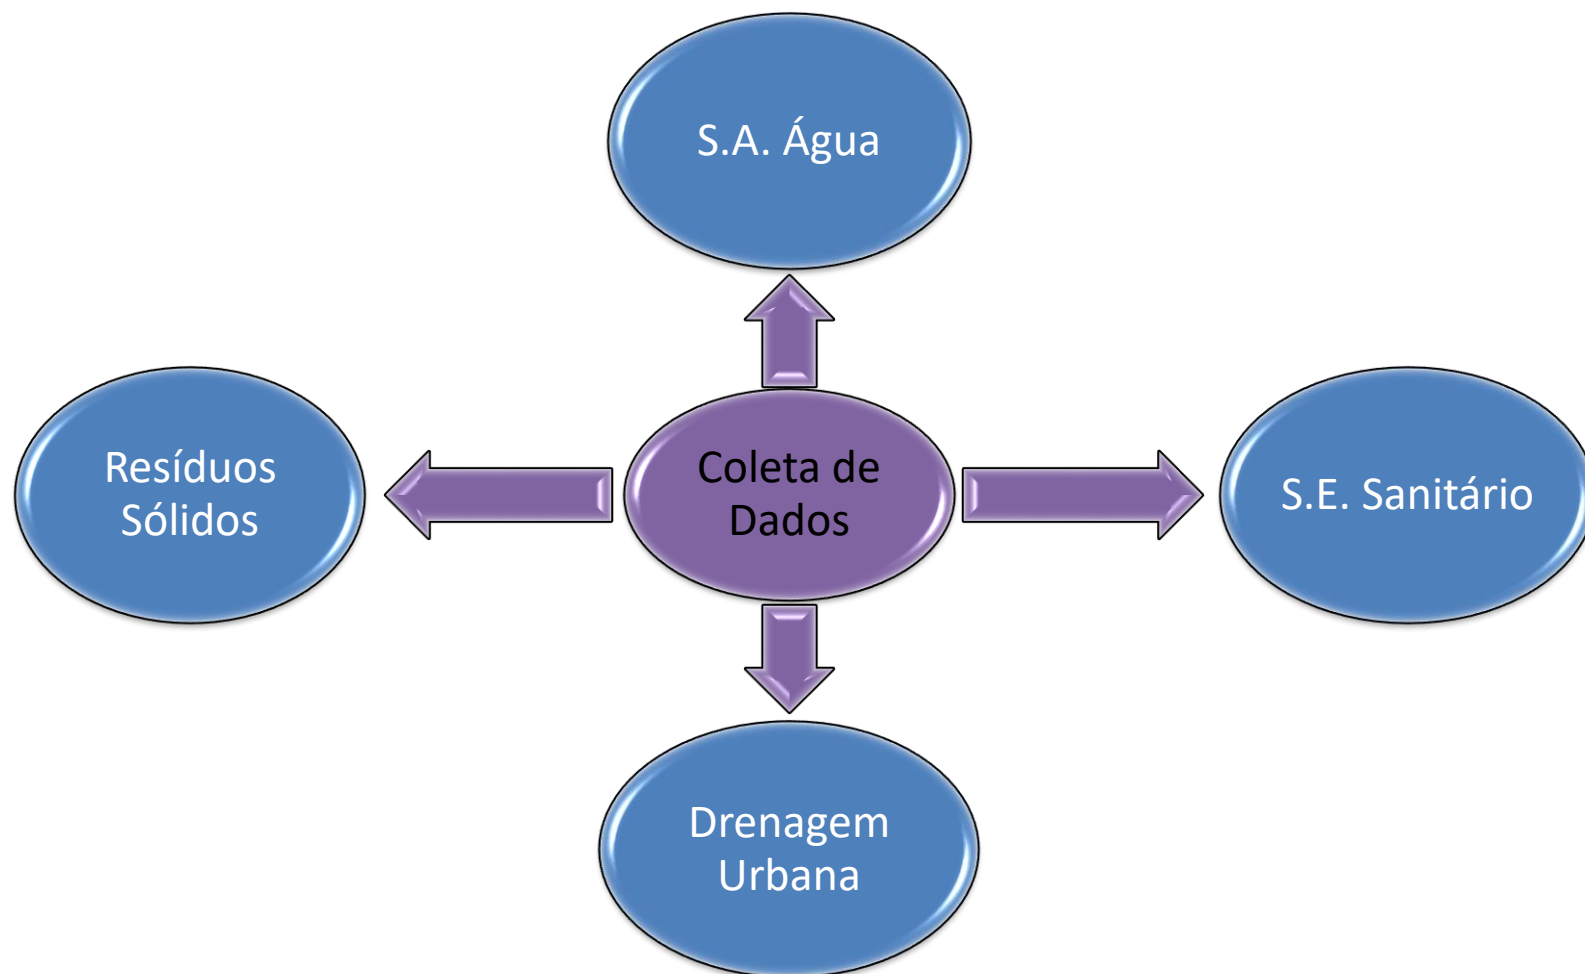 S.A. Água
Resíduos
Sólidos
Coleta de
Dados
S.E. Sanitário
Drenagem
Urbana